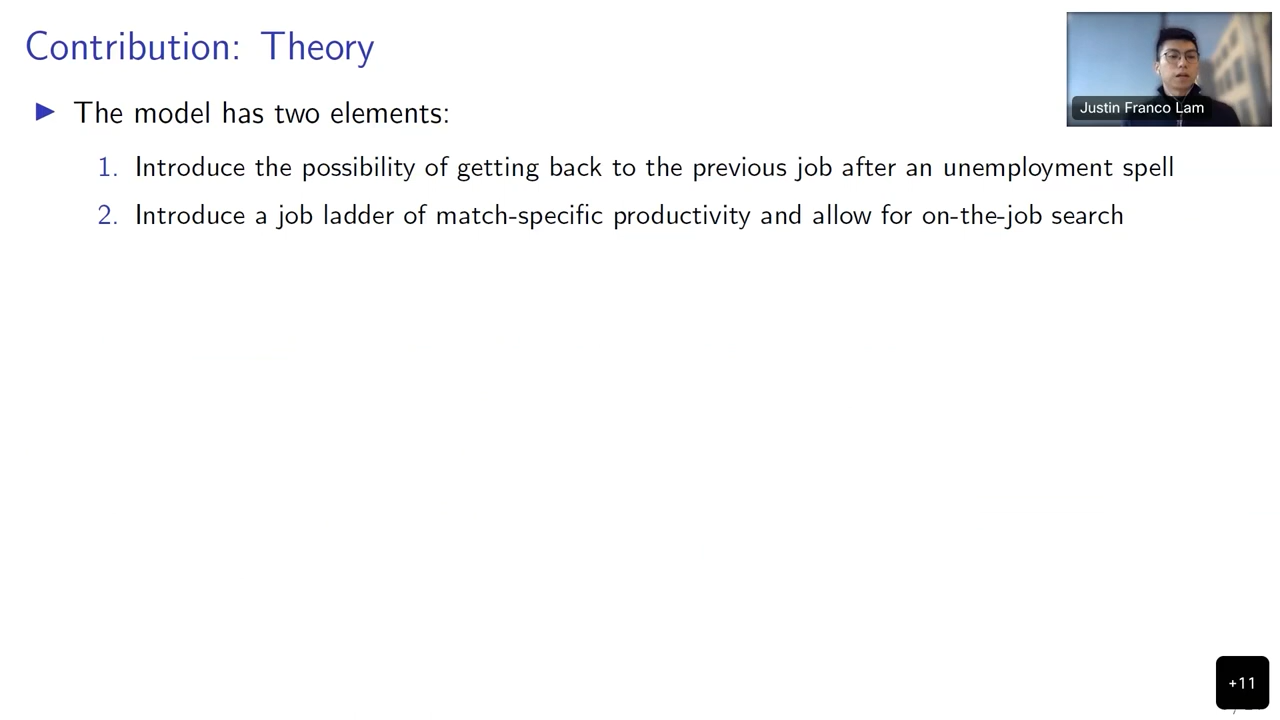 Contribution: Theory
Justin Franco Lam
▶ The model has two elements:
1. Introduce the possibility of getting back to the previous job after an unemployment spell
2. Introduce a job ladder of match-specific productivity and allow for on-the-job search
+11